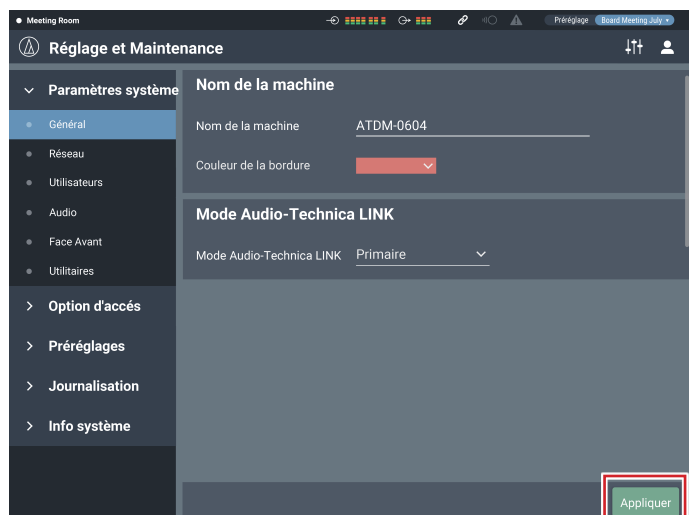 Meeting Room
Préréglage Board Meeting July
Réglage et Maintenance
Paramètres système
Général
Réseau
Utilisateurs
Audio
Face Avant
Utilitaires
Option d'accés
Préréglages
Journalisation
Info système
Nom de la machine
Nom de la machine ATDM-0604
Couleur de la bordure
Mode Audio-Technica LINK
Mode Audio-Technica LINK Primaire
Appliquer